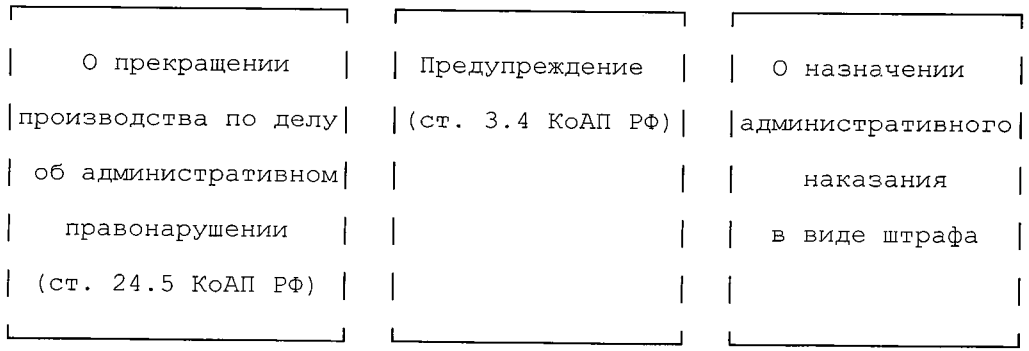 О прекращении
производства по делу
об административном
правонарушении
(ст. 24.5 КоАП РФ)
Предупреждение
(ст. 3.4 КоАП РФ)
О назначении
административного
наказания
в виде штрафа